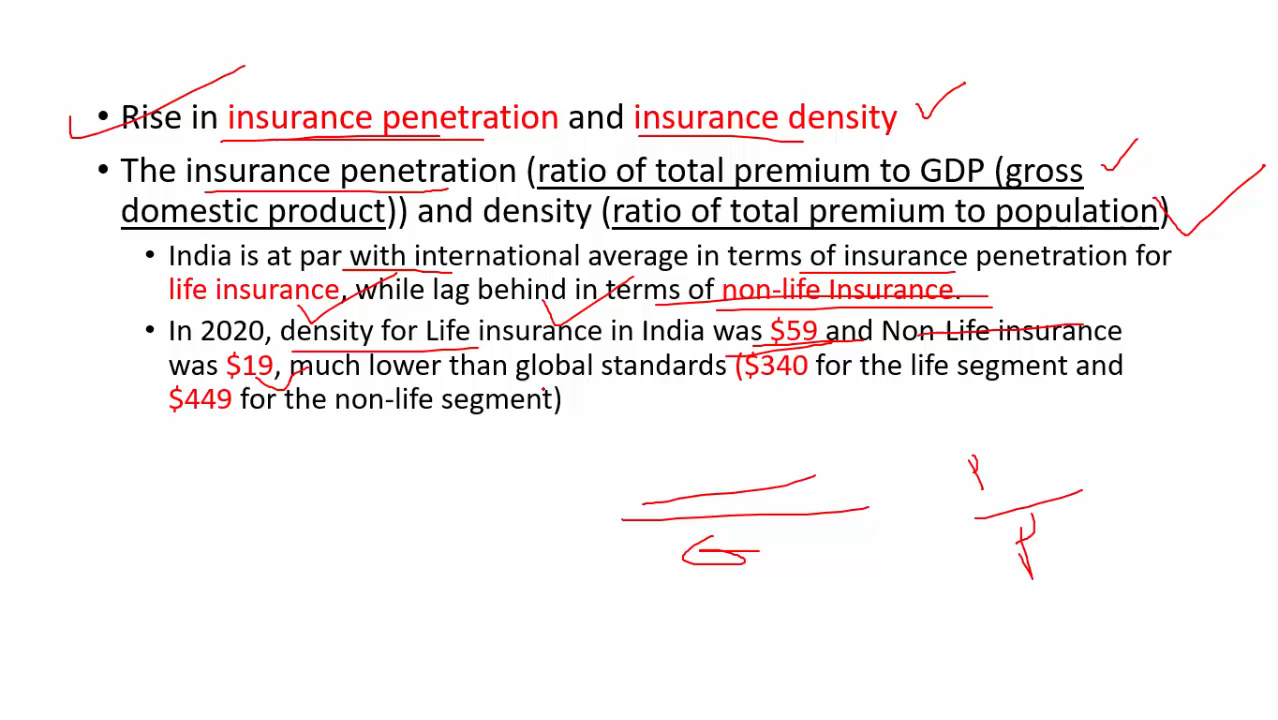 • Rise in insurance penetration and insurance density
• The insurance penetration (ratio of total premium to GDP (gross
domestic product)) and density (ratio of total premium to population)
• India is at par with international average in terms of insurance penetration for
life insurance, while lag behind in terms of non-life Insurance.
• In 2020, density for Life insurance in India was $59 and Non-Life insurance
was $19, much lower than global standards ($340 for the life segment and
$449 for the non-life segment)
G
P
P